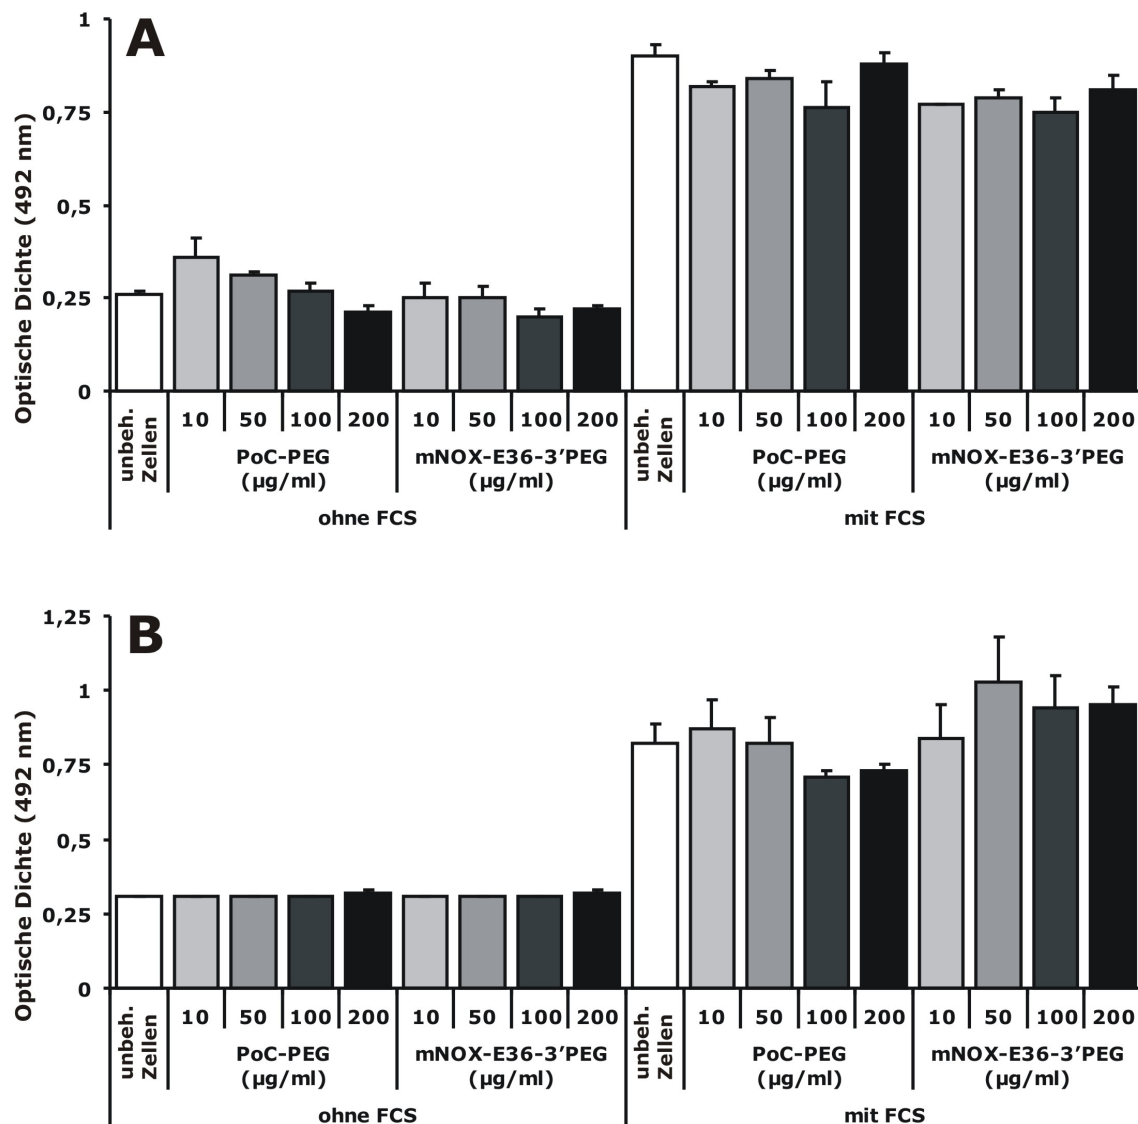 A
Optische Dichte (492 nm)
1
0,75
0,5
0,25
0
unbeh.
Zellen
10 50 100 200 10 50 100 200
PoC-PEG mNOX-E36-3’PEG
(µg/ml) (µg/ml)
ohne FCS
unbeh.
Zellen
10 50 100 200 10 50 100 200
PoC-PEG mNOX-E36-3’PEG
(µg/ml) (µg/ml)
mit FCS
B
Optische Dichte (492 nm)
1,25
1
0,75
0,5
0,25
0
unbeh.
Zellen
10 50 100 200 10 50 100 200
PoC-PEG mNOX-E36-3’PEG
(µg/ml) (µg/ml)
ohne FCS
unbeh.
Zellen
10 50 100 200 10 50 100 200
PoC-PEG mNOX-E36-3’PEG
(µg/ml) (µg/ml)
mit FCS